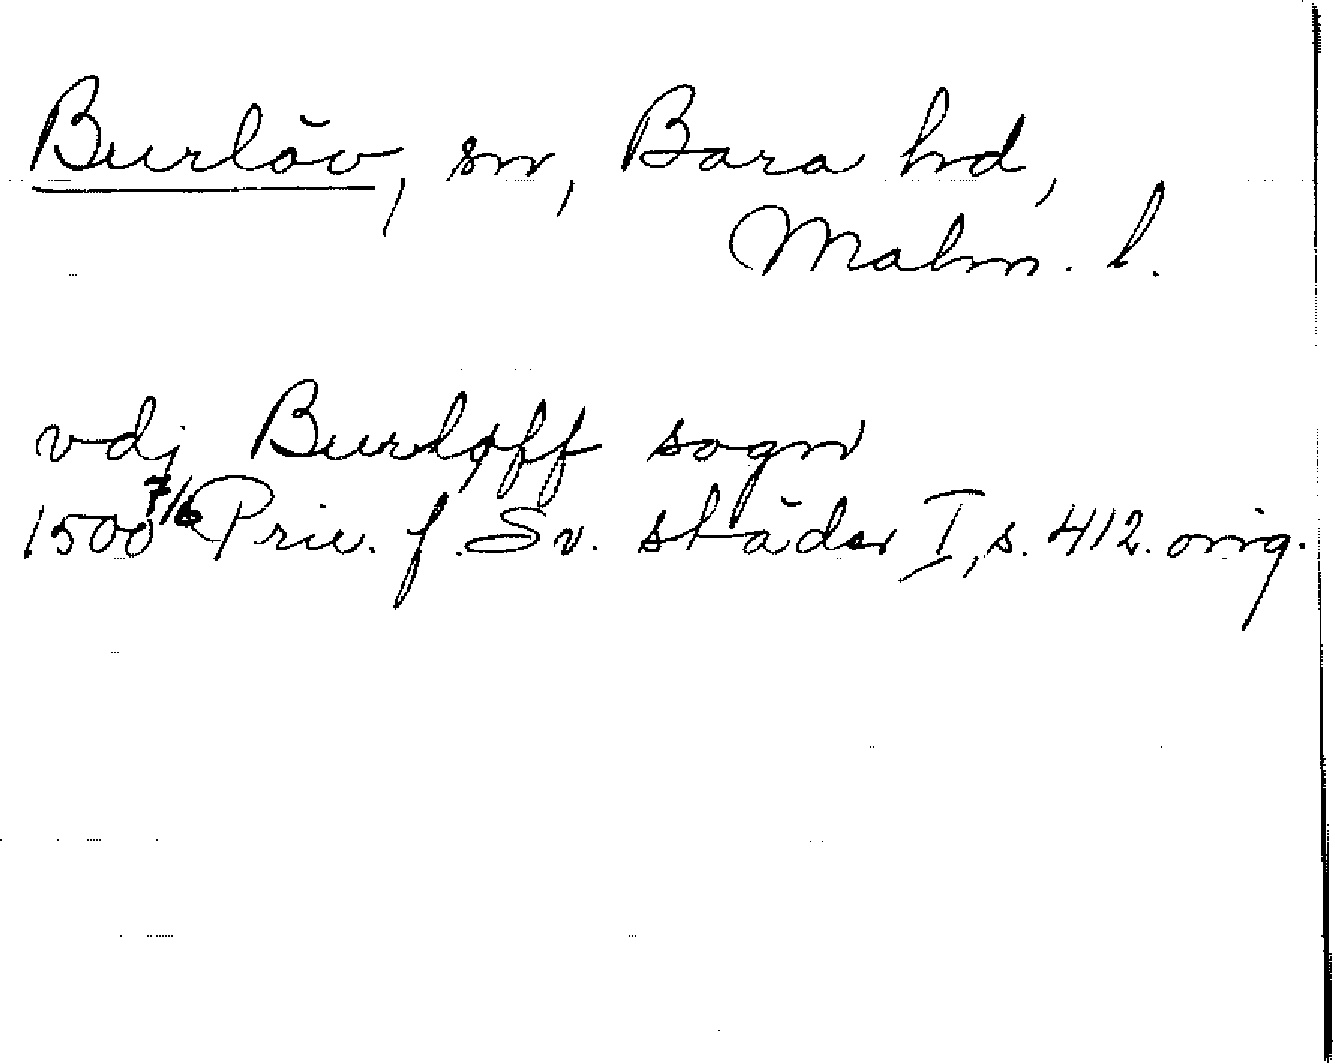 Burlöv, sn, Bara hd,
Malm. l.
vdj Burløff sogn
1500 7/6 Priv. f. Sv. städer I, s. 412. orig.